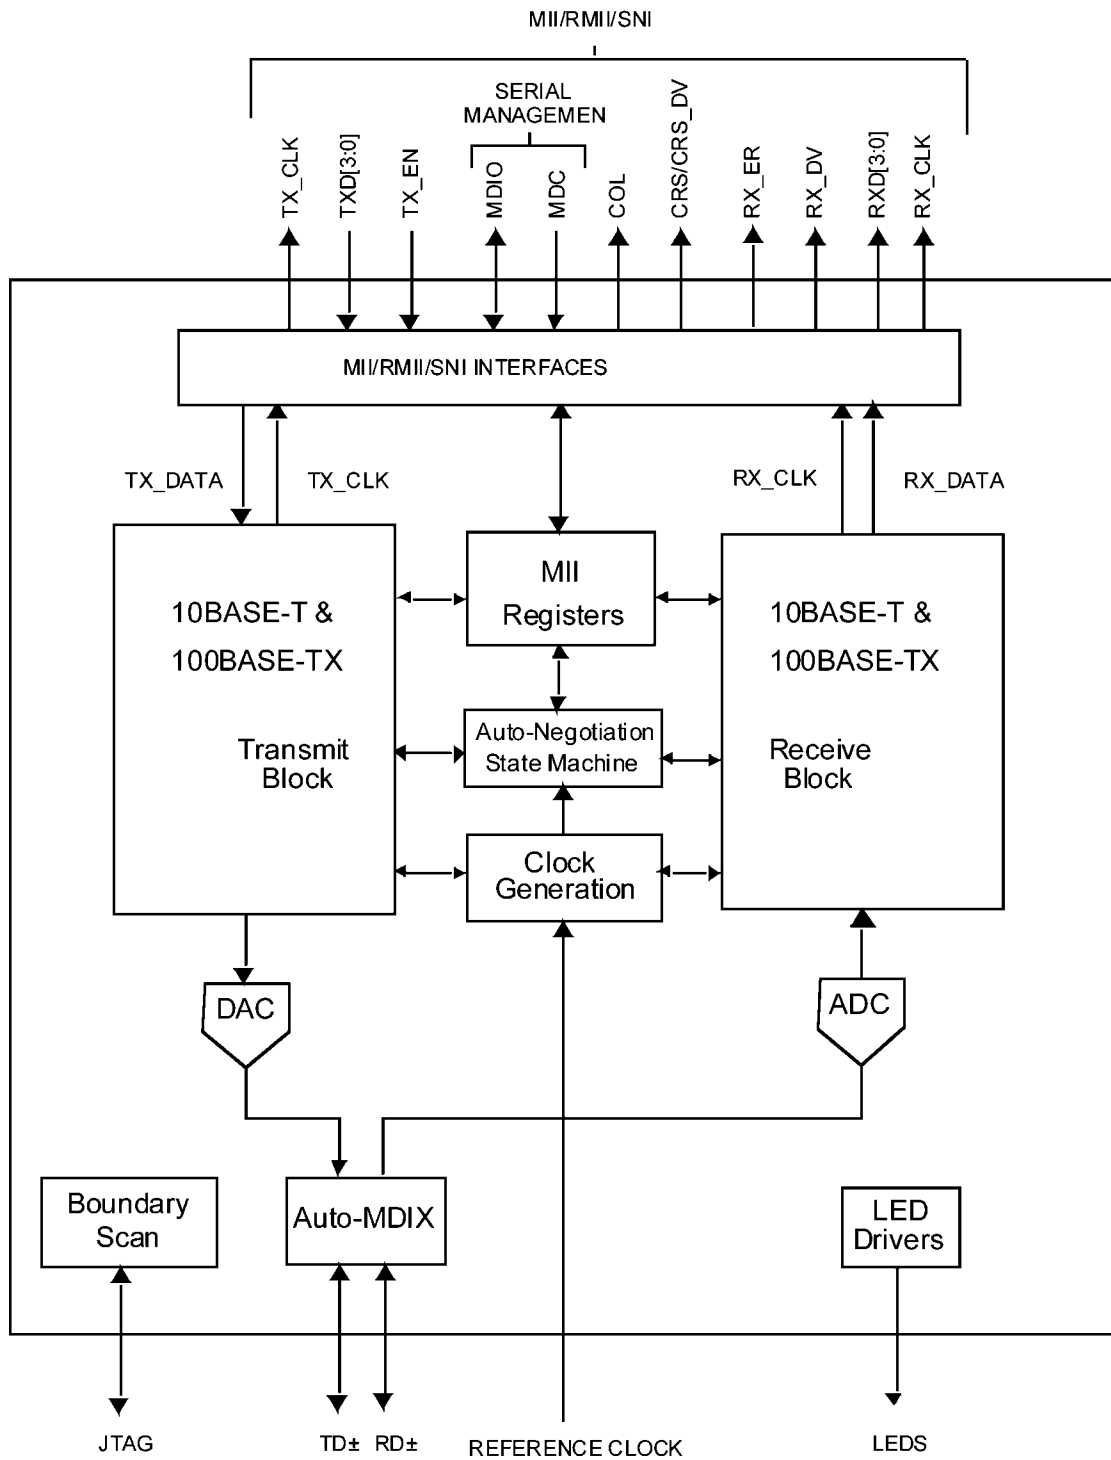 MII/RMII/SNI
SERIAL
MANAGEMEN
TX_CLK
TXD[3:0]
TX_EN
MDIO
MDC
COL
CRS/CRS_DV
RX_ER
RX_DV
RXD[3:0]
RX_CLK
MII/RMII/SNI INTERFACES
TX_DATA
TX_CLK
RX_CLK
RX_DATA
10BASE-T &
100BASE-TX
Transmit
Block
MII
Registers
Auto-Negotiation
State Machine
Clock
Generation
10BASE-T &
100BASE-TX
Receive
Block
DAC
ADC
Boundary
Scan
Auto-MDIX
LED
Drivers
JTAG
TD±
RD±
REFERENCE CLOCK
LEDS